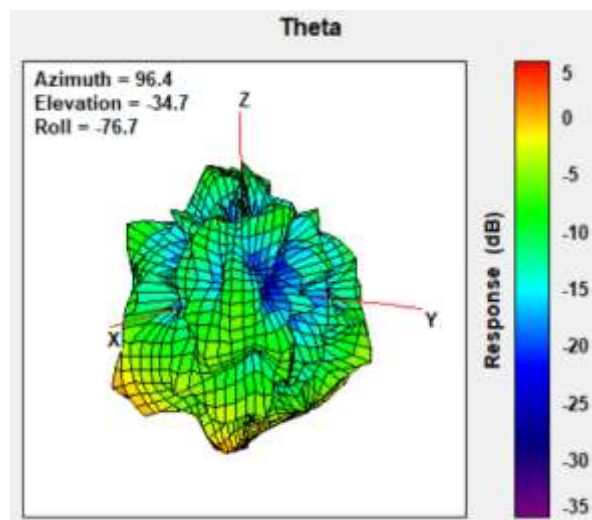 Theta
Azimuth = 96.4
Elevation = -34.7
Roll = -76.7
Z
X
Y
Response (dB)
5
0
-5
-10
-15
-20
-25
-30
-35